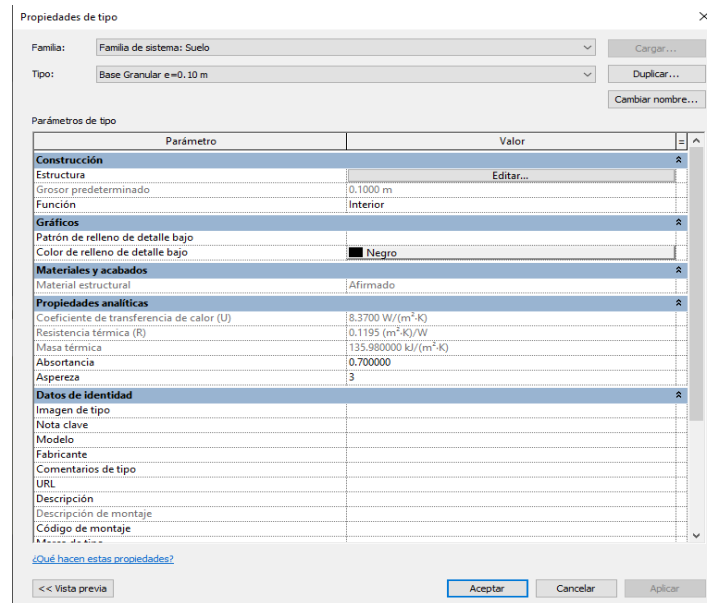 Propiedades de tipo
Familia: Familia de sistema: Suelo Cargar...
Tipo: Base Granular e=0.10 m Duplicar...
Cambiar nombre...
Parámetros de tipo
Parámetro Valor =
Construcción
Estructura Editar...
Grosor predeterminado 0.1000 m
Función Interior
Gráficos
Patrón de relleno de detalle bajo
Color de relleno de detalle bajo Negro
Materiales y acabados
Material estructural Afirmado
Propiedades analíticas
Coeficiente de transferencia de calor (U) 8.3700 W/(m²·K)
Resistencia térmica (R) 0.1195 (m²·K)/W
Masa térmica 135.980000 kJ/(m²·K)
Absortancia 0.700000
Aspereza 3
Datos de identidad
Imagen de tipo
Nota clave
Modelo
Fabricante
Comentarios de tipo
URL
Descripción
Descripción de montaje
Código de montaje
Marca de tipo
¿Qué hacen estas propiedades?
<< Vista previa Aceptar Cancelar Aplicar